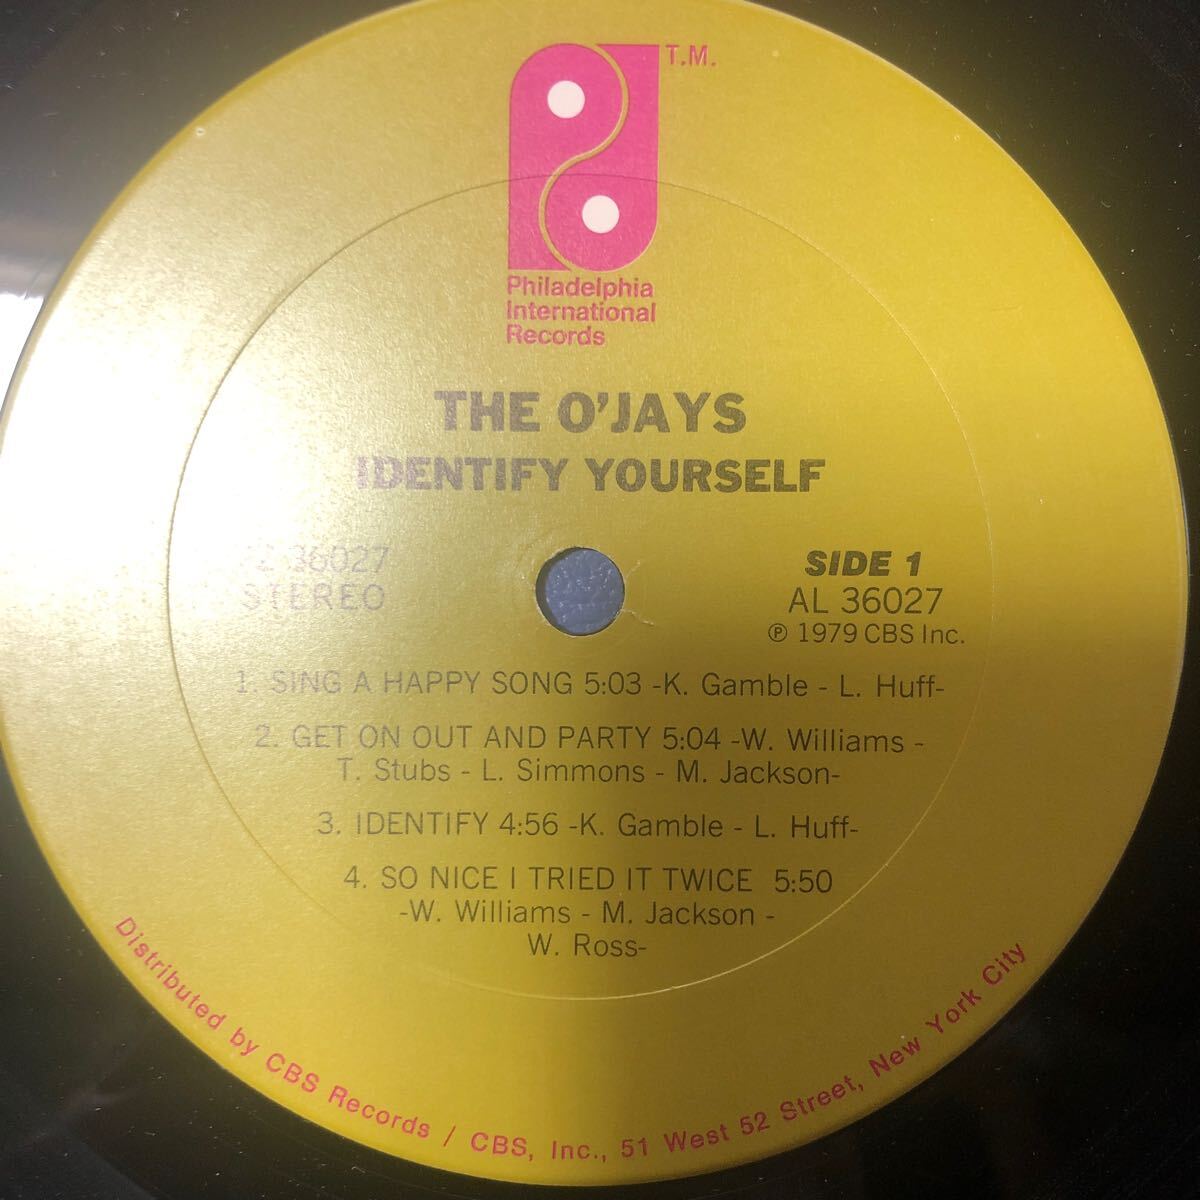 T.M.
Philadelphia
International
Records
THE O'JAYS
IDENTIFY YOURSELF
36027
STEREO
SIDE 1
AL 36027
℗ 1979 CBS Inc.
1. SING A HAPPY SONG 5:03 -K. Gamble - L. Huff-
2. GET ON OUT AND PARTY 5:04 -W. Williams -
T. Stubs - L. Simmons - M. Jackson-
3. IDENTIFY 4:56 -K. Gamble - L. Huff-
4. SO NICE I TRIED IT TWICE 5:50
-W. Williams - M. Jackson -
W. Ross-
Distributed by CBS Records / CBS, Inc., 51 West 52 Street, New York City